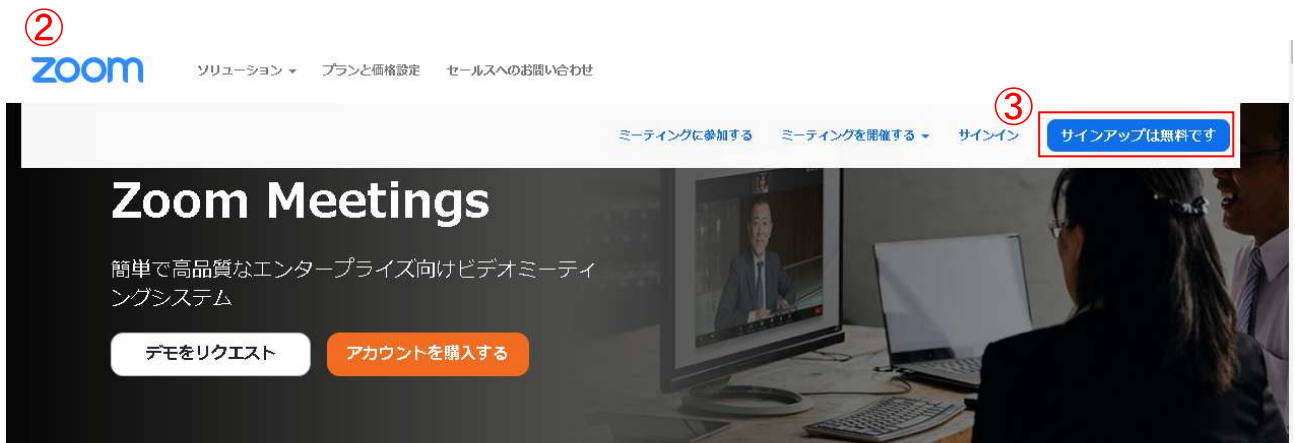 ②
zoom
ソリューション プランと価格設定 セールスへのお問い合わせ
③
ミーティングに参加する ミーティングを開催する サインイン サインアップは無料です
Zoom Meetings
簡単で高品質なエンタープライズ向けビデオミーティ
ングシステム
デモをリクエスト アカウントを購入する